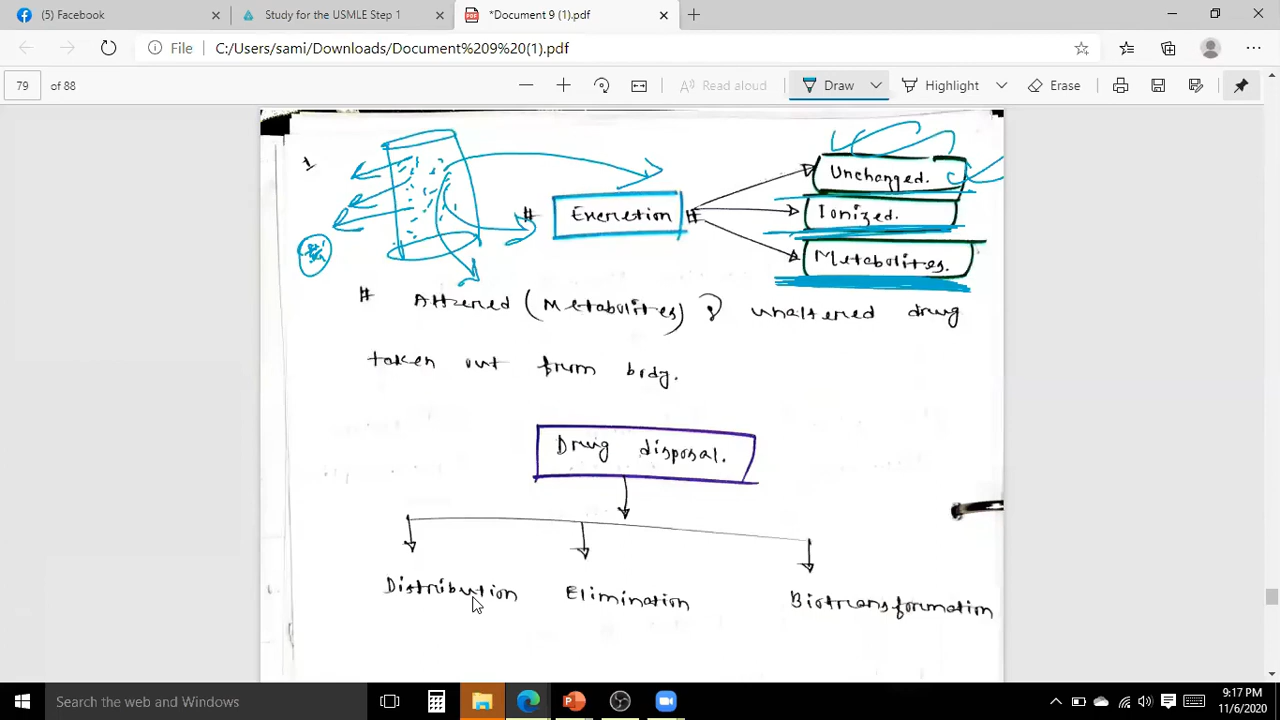 (5) Facebook
Study for the USMLE Step 1
*Document 9 (1).pdf
File C:/Users/sami/Downloads/Document%209%20(1).pdf
79 of 88
Read aloud
Draw
Highlight
Erase
1
Unchanged.
# Excretion #
Ionized.
Metabolites.
# Altered (Metabolites) & unaltered drug
taken out from body.
Drug disposal.
Distribution Elimination Biotransformation
Search the web and Windows
9:17 PM
11/6/2020